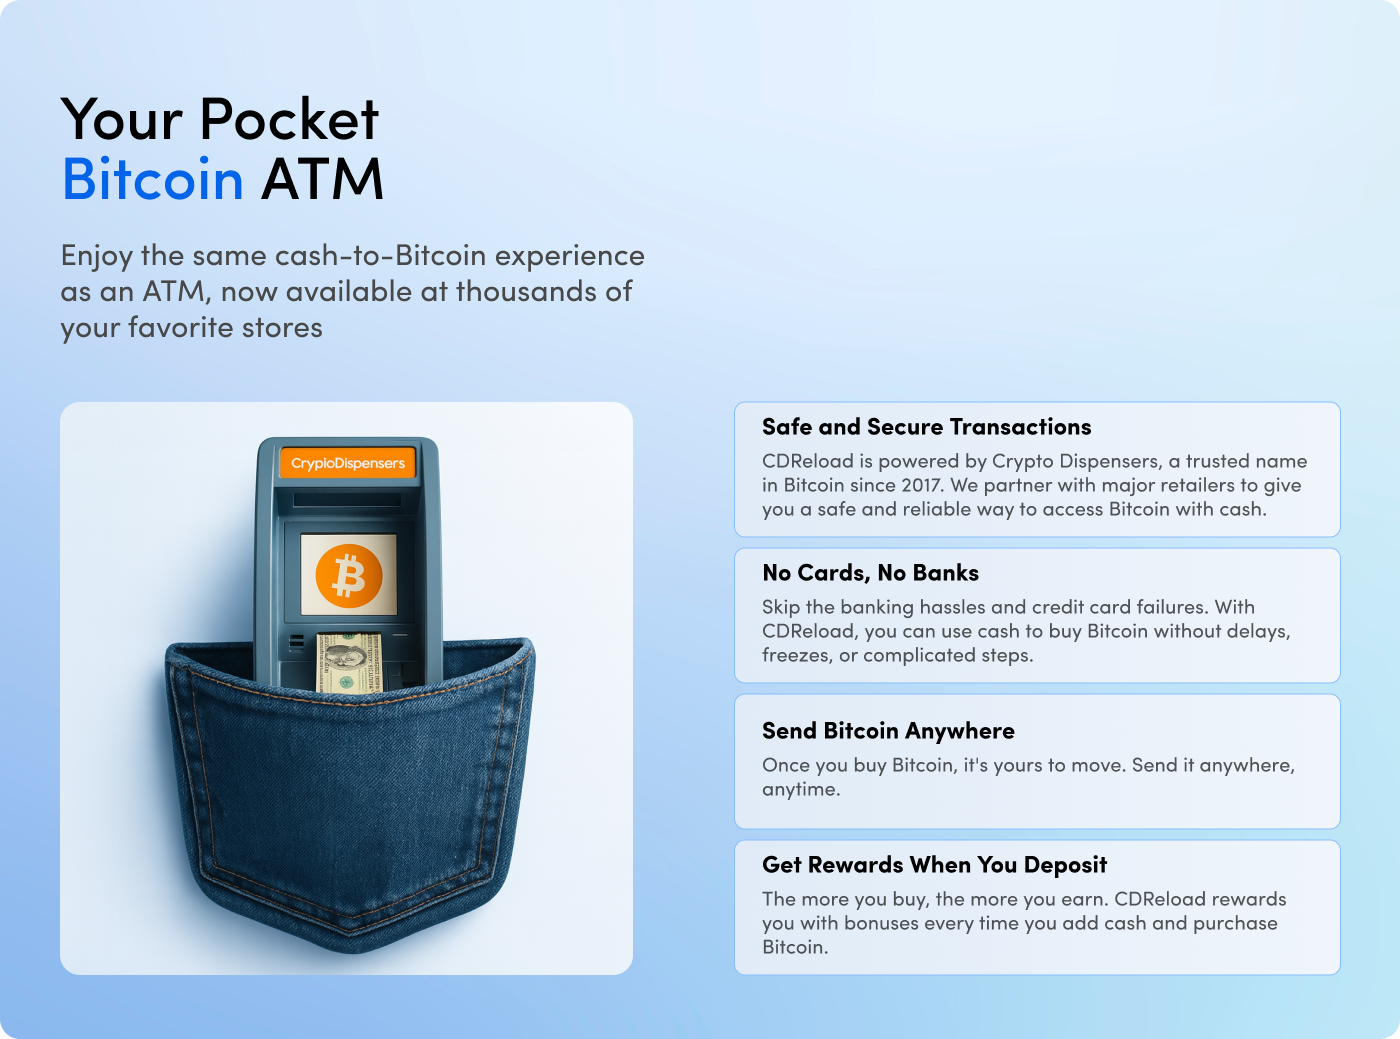 Your Pocket
Bitcoin ATM
Enjoy the same cash-to-Bitcoin experience
as an ATM, now available at thousands of
your favorite stores
CrypioDispensers
Safe and Secure Transactions
CDReload is powered by Crypto Dispensers, a trusted name
in Bitcoin since 2017. We partner with major retailers to give
you a safe and reliable way to access Bitcoin with cash.
No Cards, No Banks
Skip the banking hassles and credit card failures. With
CDReload, you can use cash to buy Bitcoin without delays,
freezes, or complicated steps.
Send Bitcoin Anywhere
Once you buy Bitcoin, it's yours to move. Send it anywhere,
anytime.
Get Rewards When You Deposit
The more you buy, the more you earn. CDReload rewards
you with bonuses every time you add cash and purchase
Bitcoin.